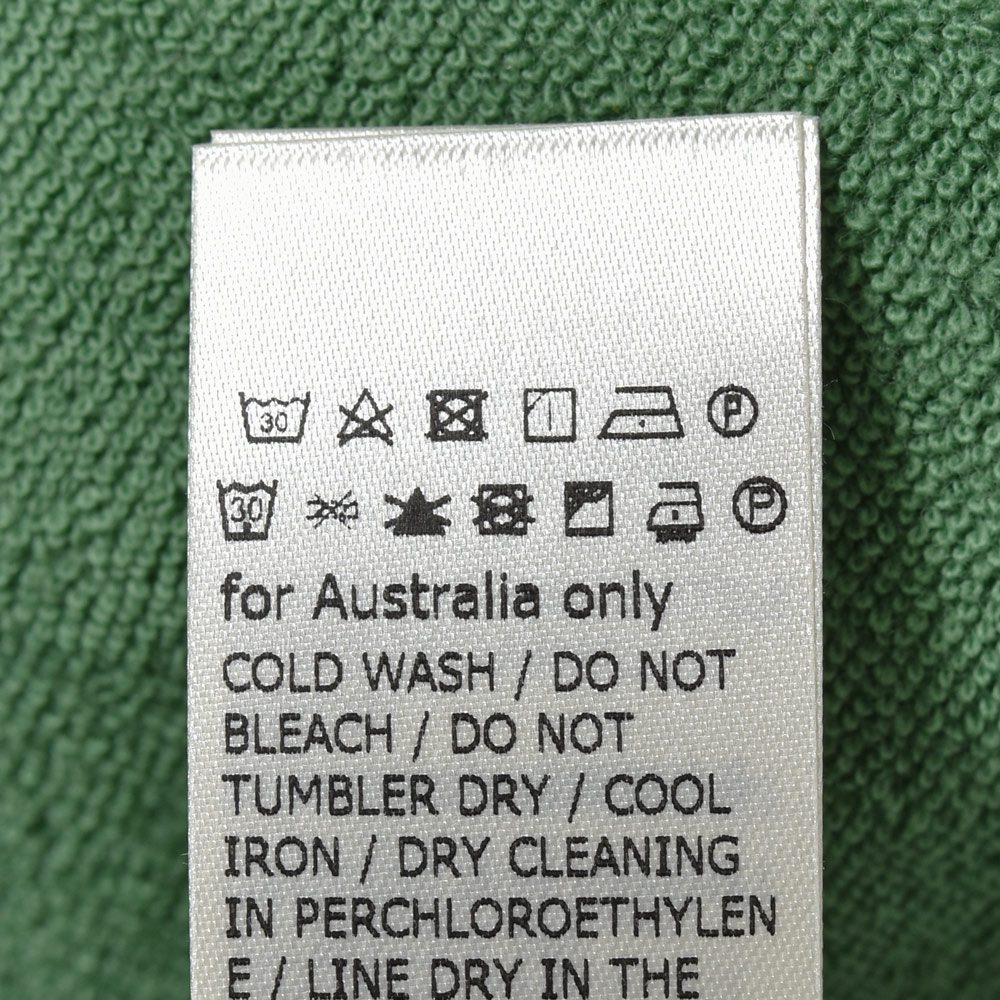 30 P
30 P
for Australia only
COLD WASH / DO NOT
BLEACH / DO NOT
TUMBLER DRY / COOL
IRON / DRY CLEANING
IN PERCHLOROETHYLEN
E / LINE DRY IN THE